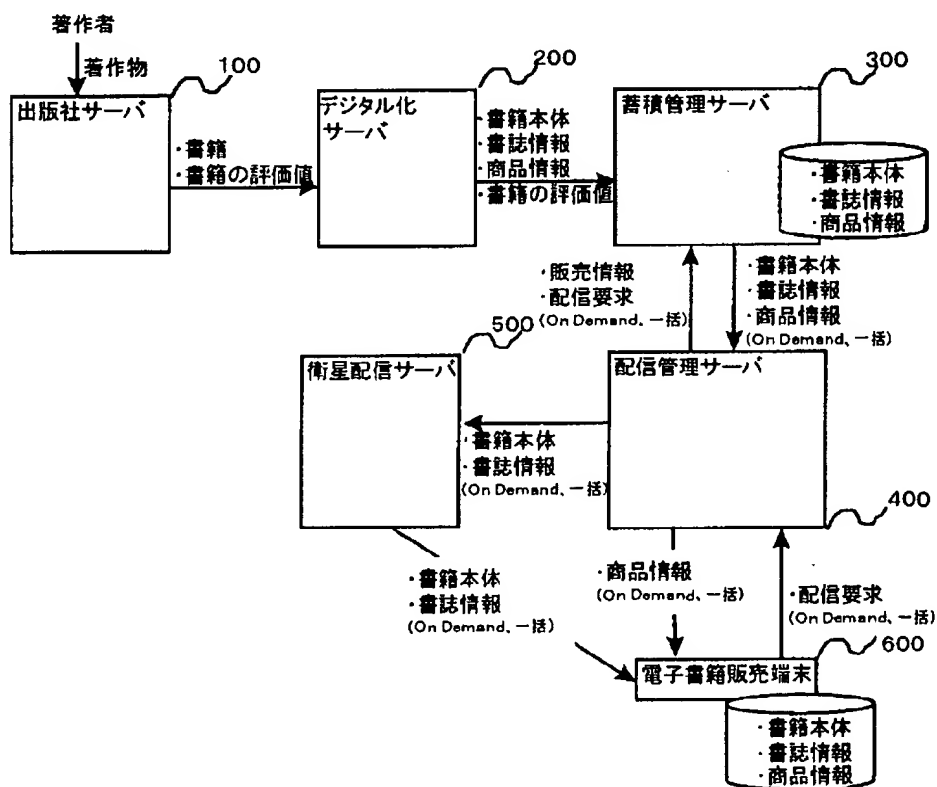 著作者
著作物
100
出版社サーバ
・書籍
・書籍の評価値
200
デジタル化
サーバ
・書籍本体
・書誌情報
・商品情報
・書籍の評価値
300
蓄積管理サーバ
・書籍本体
・書誌情報
・商品情報
・販売情報
・配信要求
(On Demand、一括)
・書籍本体
・書誌情報
・商品情報
(On Demand、一括)
500
衛星配信サーバ
配信管理サーバ
・書籍本体
・書誌情報
(On Demand、一括)
400
・書籍本体
・書誌情報
(On Demand、一括)
・商品情報
(On Demand、一括)
・配信要求
(On Demand、一括)
600
電子書籍販売端末
・書籍本体
・書誌情報
・商品情報